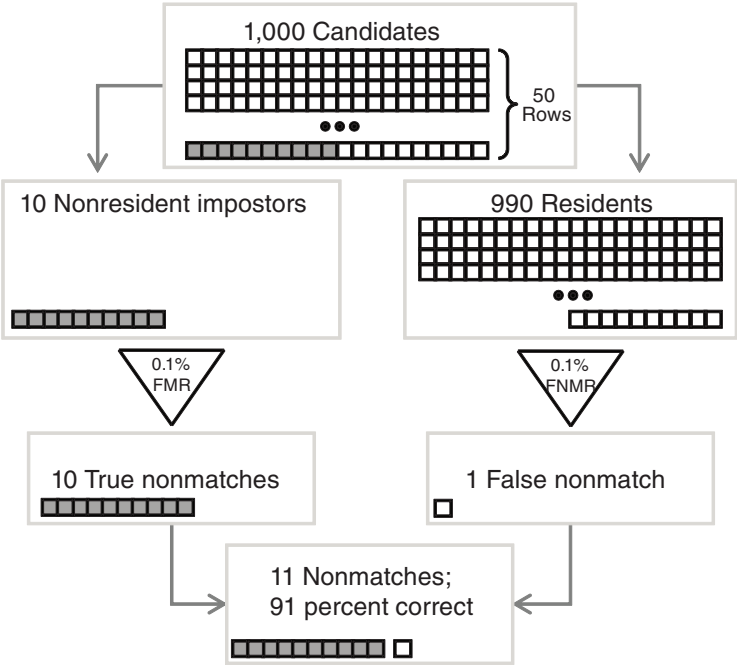 1,000 Candidates
50
Rows
10 Nonresident impostors
990 Residents
0.1%
FMR
0.1%
FNMR
10 True nonmatches
1 False nonmatch
11 Nonmatches;
91 percent correct